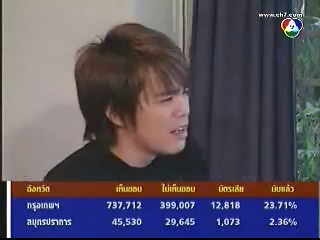 www.ch7.com
7
จังหวัด เห็นชอบ ไม่เห็นชอบ บัตรเสีย นับแล้ว
กรุงเทพฯ 737,712 399,007 12,818 23.71%
สมุทรปราการ 45,530 29,645 1,073 2.36%